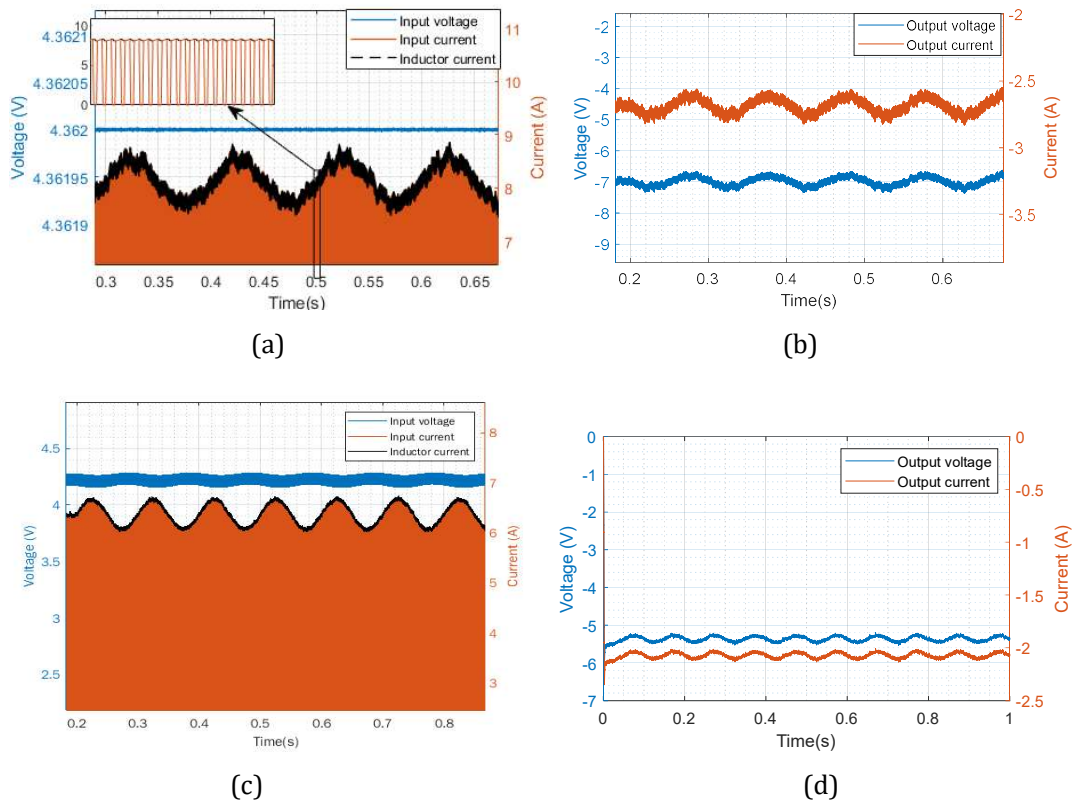 10
5
0
Input voltage
Input current
Inductor current
4.3621
4.36205
4.362
4.36195
4.3619
Voltage (V)
11
10
9
8
7
Current (A)
0.3 0.35 0.4 0.45 0.5 0.55 0.6 0.65
Time(s)
(a)
Output voltage
Output current
-2
-3
-4
-5
-6
-7
-8
-9
Voltage (V)
-2
-2.5
-3
-3.5
Current (A)
0.2 0.3 0.4 0.5 0.6
Time(s)
(b)
Input voltage
Input current
Inductor current
4.5
4
3.5
3
2.5
Voltage (V)
8
7
6
5
4
3
Current (A)
0.2 0.3 0.4 0.5 0.6 0.7 0.8
Time(s)
(c)
Output voltage
Output current
0
-1
-2
-3
-4
-5
-6
-7
Voltage (V)
0
-0.5
-1
-1.5
-2
-2.5
Current (A)
0 0.2 0.4 0.6 0.8 1
Time(s)
(d)